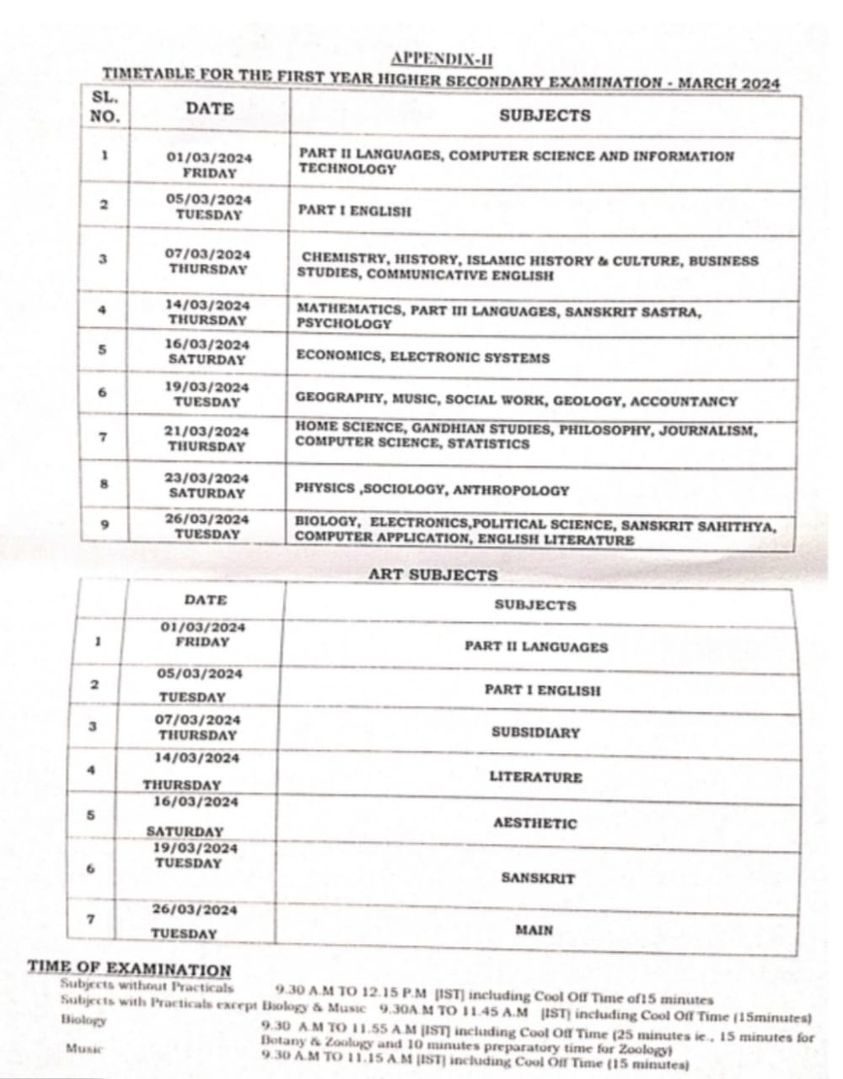 APPENDIX-II
TIMETABLE FOR THE FIRST YEAR HIGHER SECONDARY EXAMINATION - MARCH 2024
SL. NO. DATE SUBJECTS
1 01/03/2024 FRIDAY PART II LANGUAGES, COMPUTER SCIENCE AND INFORMATION
TECHNOLOGY
2 05/03/2024 TUESDAY PART I ENGLISH
3 07/03/2024 THURSDAY CHEMISTRY, HISTORY, ISLAMIC HISTORY & CULTURE, BUSINESS
STUDIES, COMMUNICATIVE ENGLISH
4 14/03/2024 THURSDAY MATHEMATICS, PART III LANGUAGES, SANSKRIT SASTRA,
PSYCHOLOGY
5 16/03/2024 SATURDAY ECONOMICS, ELECTRONIC SYSTEMS
6 19/03/2024 TUESDAY GEOGRAPHY, MUSIC, SOCIAL WORK, GEOLOGY, ACCOUNTANCY
7 21/03/2024 THURSDAY HOME SCIENCE, GANDHIAN STUDIES, PHILOSOPHY, JOURNALISM,
COMPUTER SCIENCE, STATISTICS
8 23/03/2024 SATURDAY PHYSICS ,SOCIOLOGY, ANTHROPOLOGY
9 26/03/2024 TUESDAY BIOLOGY, ELECTRONICS,POLITICAL SCIENCE, SANSKRIT SAHITHYA,
COMPUTER APPLICATION, ENGLISH LITERATURE
ART SUBJECTS
DATE SUBJECTS
1 01/03/2024 FRIDAY PART II LANGUAGES
2 05/03/2024 TUESDAY PART I ENGLISH
3 07/03/2024 THURSDAY SUBSIDIARY
4 14/03/2024 THURSDAY LITERATURE
5 16/03/2024 SATURDAY AESTHETIC
6 19/03/2024 TUESDAY SANSKRIT
7 26/03/2024 TUESDAY MAIN
TIME OF EXAMINATION
Subjects without Practicals 9.30 A.M TO 12.15 P.M [IST] including Cool Off Time of15 minutes
Subjects with Practicals except Biology & Music 9.30A.M TO 11.45 A.M [IST] including Cool Off Time (15minutes)
Biology 9.30 A.M TO 11.55 A.M [IST] including Cool Off Time (25 minutes ie., 15 minutes for
Botany & Zoology and 10 minutes preparatory time for Zoology)
Music 9.30 A.M TO 11.15 A.M [IST] including Cool Off Time (15 minutes)